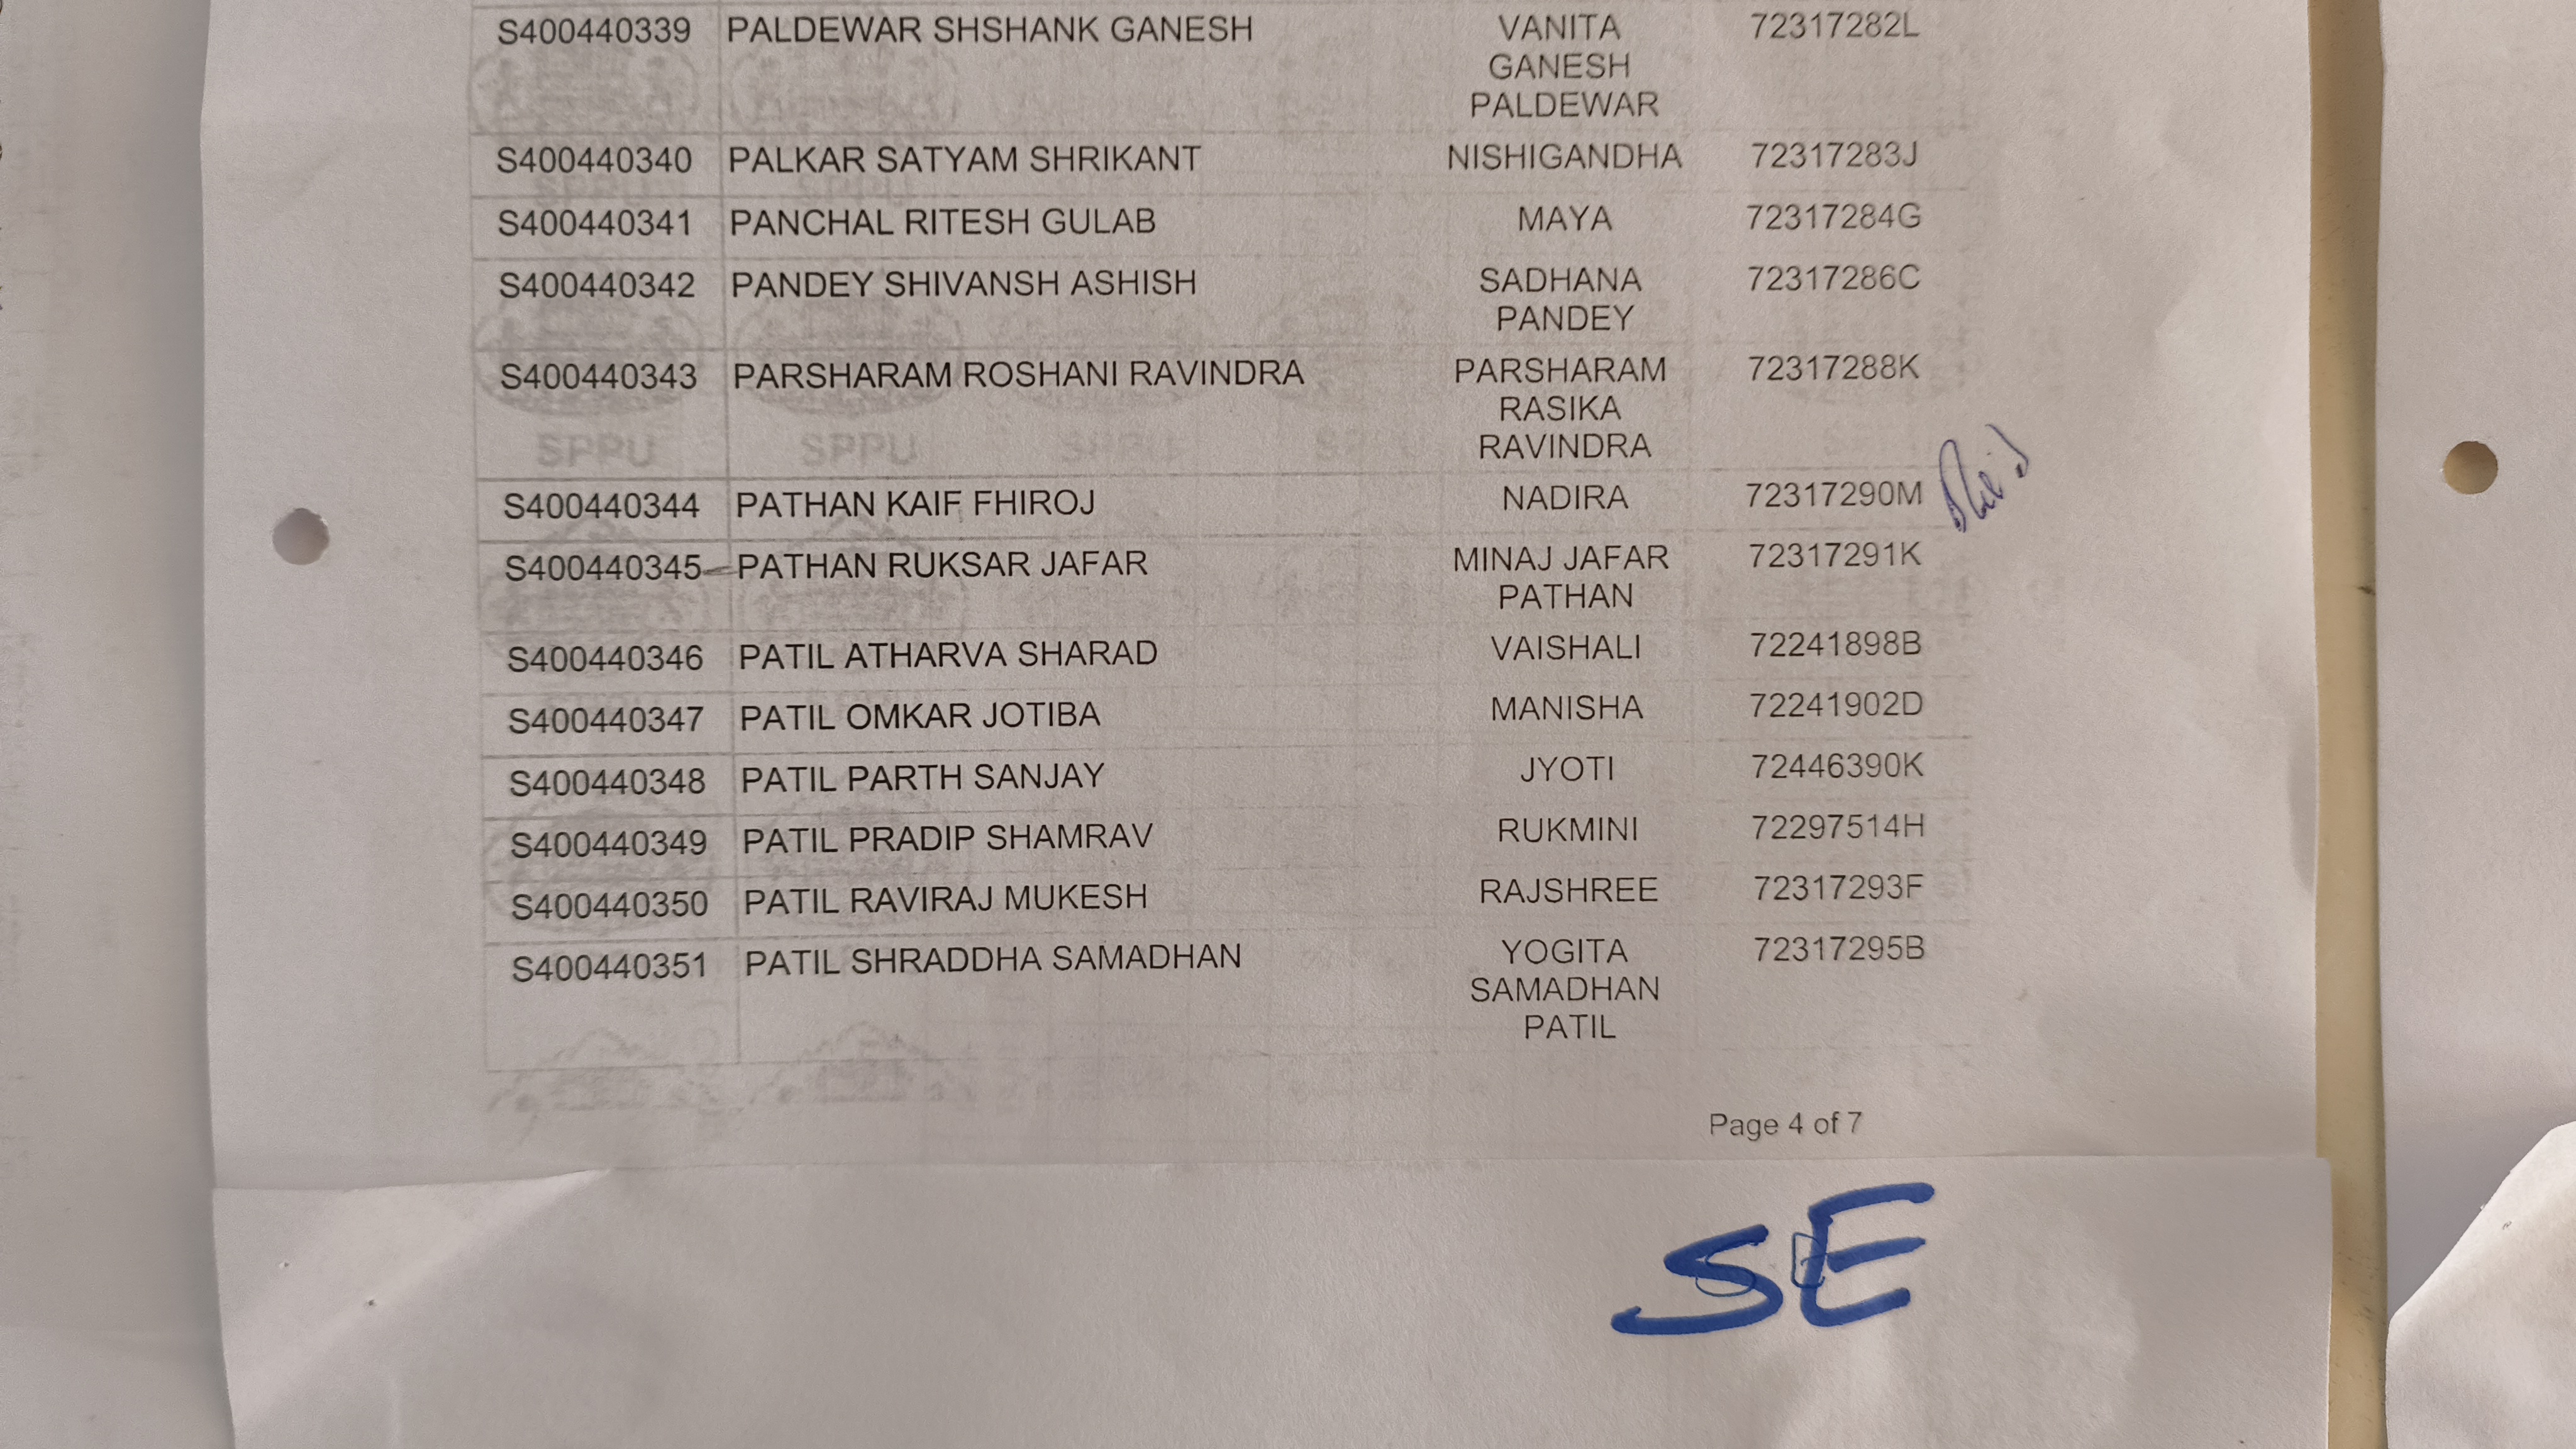 S400440339 PALDEWAR SHSHANK GANESH VANITA 72317282L
GANESH
PALDEWAR
S400440340 PALKAR SATYAM SHRIKANT NISHIGANDHA 72317283J
S400440341 PANCHAL RITESH GULAB MAYA 72317284G
S400440342 PANDEY SHIVANSH ASHISH SADHANA 72317286C
PANDEY
S400440343 PARSHARAM ROSHANI RAVINDRA PARSHARAM 72317288K
RASIKA
RAVINDRA
SPPU SPPU SPPU
S400440344 PATHAN KAIF FHIROJ NADIRA 72317290M
S400440345 PATHAN RUKSAR JAFAR MINAJ JAFAR 72317291K
PATHAN
S400440346 PATIL ATHARVA SHARAD VAISHALI 72241898B
S400440347 PATIL OMKAR JOTIBA MANISHA 72241902D
S400440348 PATIL PARTH SANJAY JYOTI 72446390K
S400440349 PATIL PRADIP SHAMRAV RUKMINI 72297514H
S400440350 PATIL RAVIRAJ MUKESH RAJSHREE 72317293F
S400440351 PATIL SHRADDHA SAMADHAN YOGITA 72317295B
SAMADHAN
PATIL
Page 4 of 7
SE